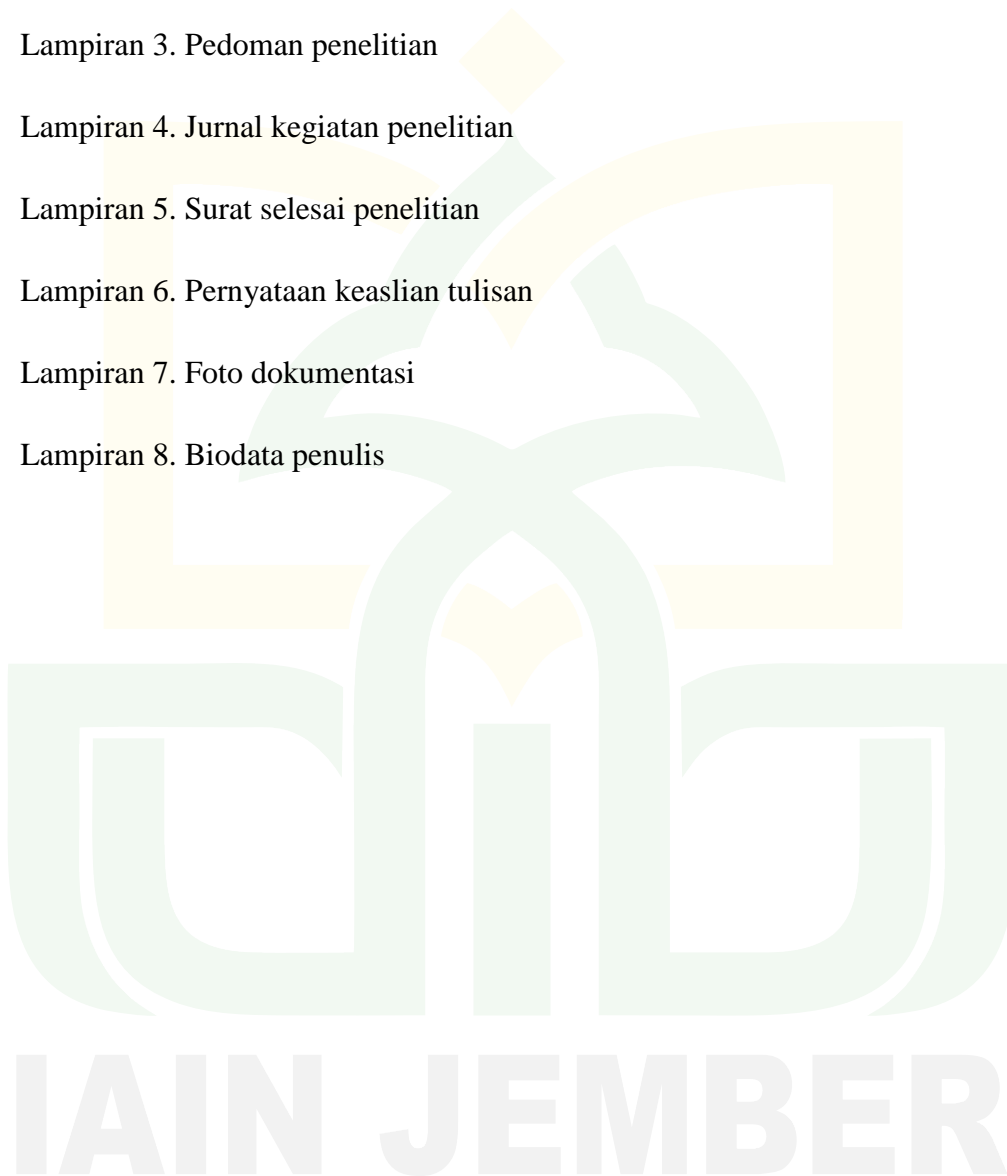 Lampiran 3. Pedoman penelitian
Lampiran 4. Jurnal kegiatan penelitian
Lampiran 5. Surat selesai penelitian
Lampiran 6. Pernyataan keaslian tulisan
Lampiran 7. Foto dokumentasi
Lampiran 8. Biodata penulis
IAIN JEMBER